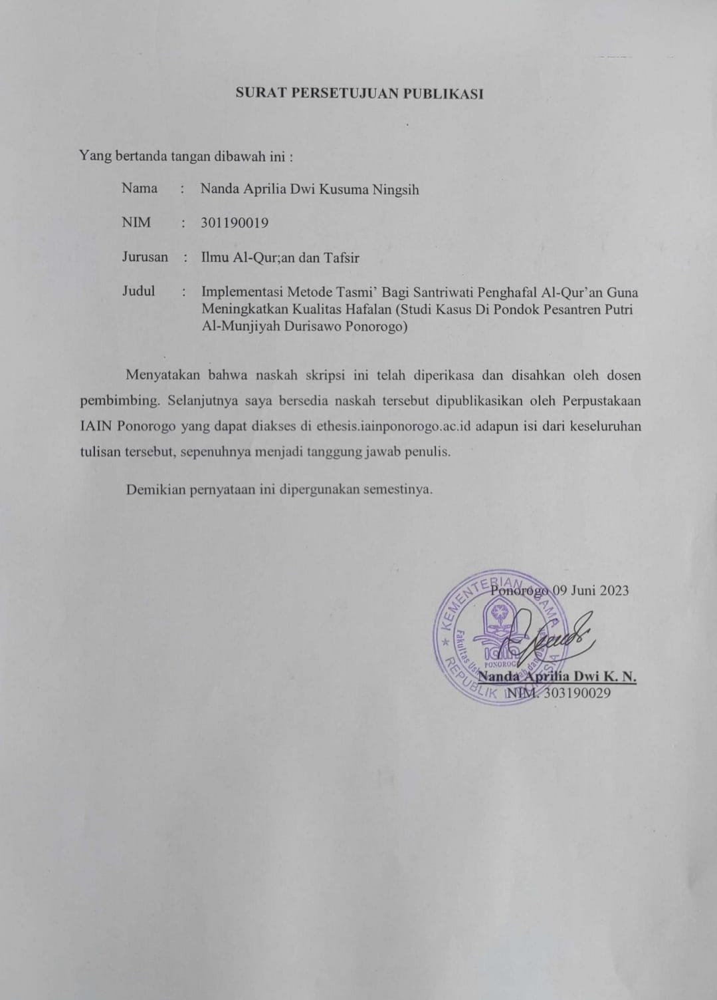 SURAT PERSETUJUAN PUBLIKASI
Yang bertanda tangan dibawah ini :
Nama : Nanda Aprilia Dwi Kusuma Ningsih
NIM : 301190019
Jurusan : Ilmu Al-Qur;an dan Tafsir
Judul : Implementasi Metode Tasmi’ Bagi Santriwati Penghafal Al-Qur’an Guna
Meningkatkan Kualitas Hafalan (Studi Kasus Di Pondok Pesantren Putri
Al-Munjiyah Durisawo Ponorogo)
Menyatakan bahwa naskah skripsi ini telah diperikasa dan disahkan oleh dosen
pembimbing. Selanjutnya saya bersedia naskah tersebut dipublikasikan oleh Perpustakaan
IAIN Ponorogo yang dapat diakses di ethesis.iainponorogo.ac.id adapun isi dari keseluruhan
tulisan tersebut, sepenuhnya menjadi tanggung jawab penulis.
Demikian pernyataan ini dipergunakan semestinya.
Ponorogo 09 Juni 2023
KEMENTERIAN AGAMA
REPUBLIK INDONESIA
Fakultas
dan
iain
PONOROGO
Nanda Aprilia Dwi K. N.
NIM. 303190029